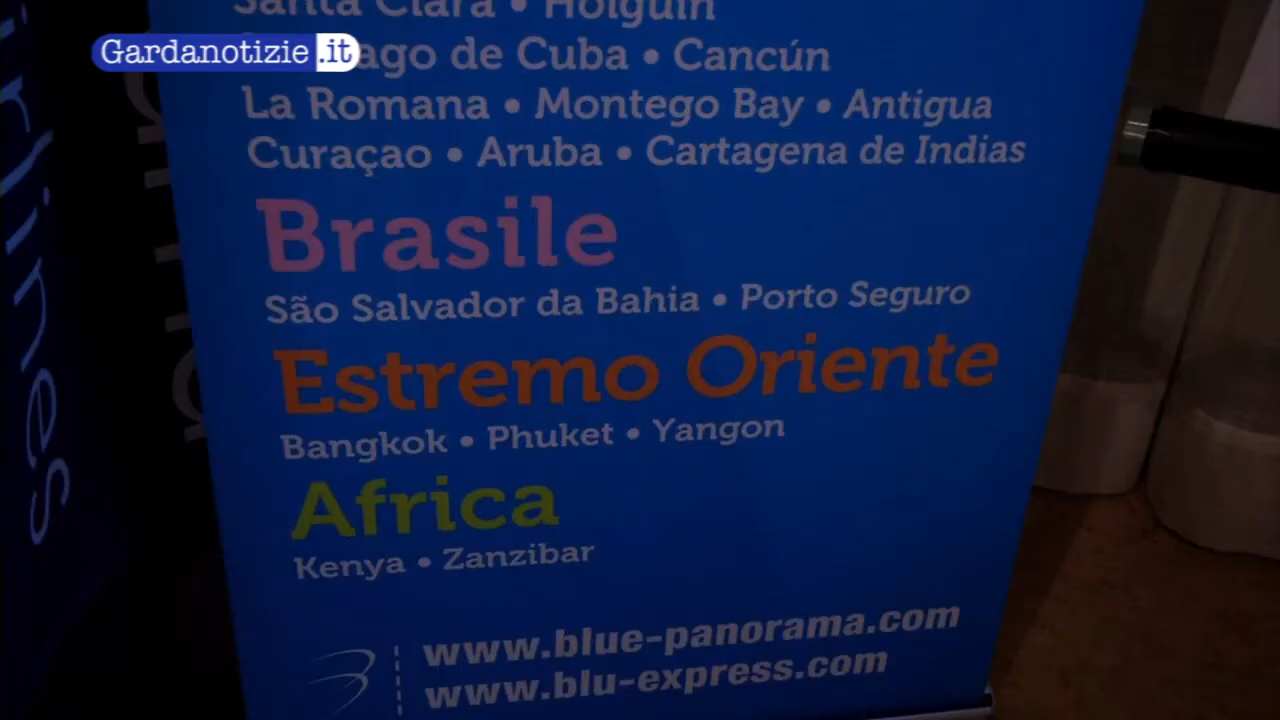 Gardanotizie.it
Santa Clara • Holguín
ago de Cuba • Cancún
La Romana • Montego Bay • Antigua
Curaçao • Aruba • Cartagena de Indias
Brasile
São Salvador da Bahia • Porto Seguro
Estremo Oriente
Bangkok • Phuket • Yangon
Africa
Kenya • Zanzibar
www.blue-panorama.com
www.blu-express.com
irlines